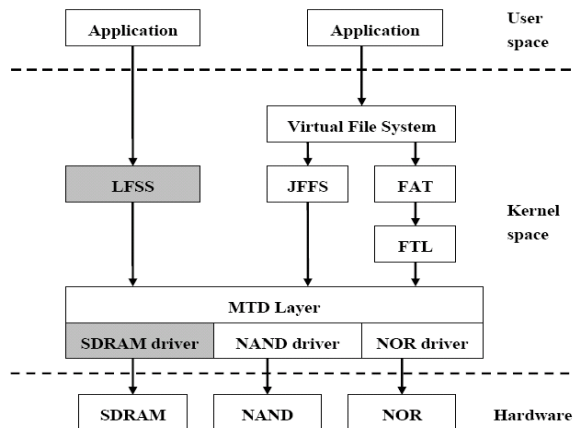 Application
Application
User
space
Virtual File System
LFSS
JFFS
FAT
Kernel
space
FTL
MTD Layer
SDRAM driver
NAND driver
NOR driver
SDRAM
NAND
NOR
Hardware